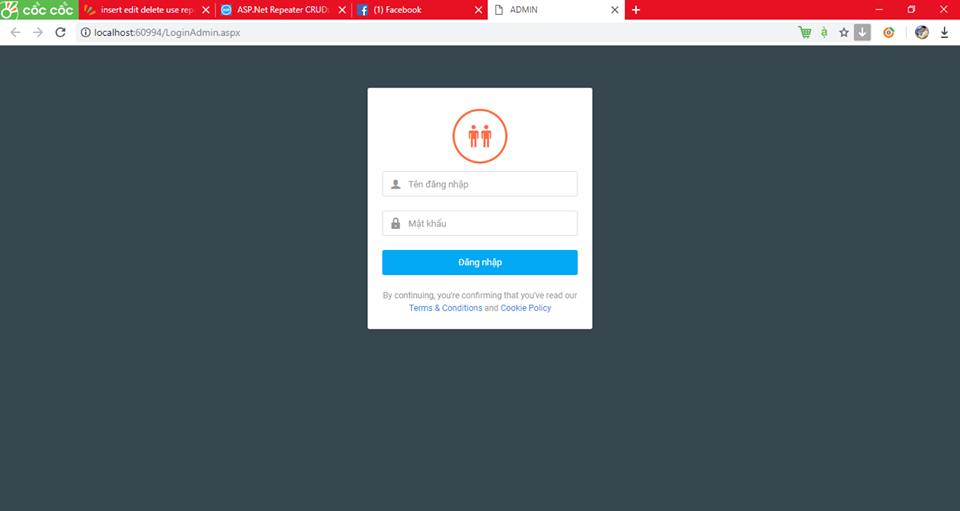 cốc cốc
insert edit delete use rep
ASP.Net Repeater CRUD:
(1) Facebook
ADMIN
localhost:60994/LoginAdmin.aspx
Tên đăng nhập
Mật khẩu
Đăng nhập
By continuing, you're confirming that you've read our
Terms & Conditions and Cookie Policy